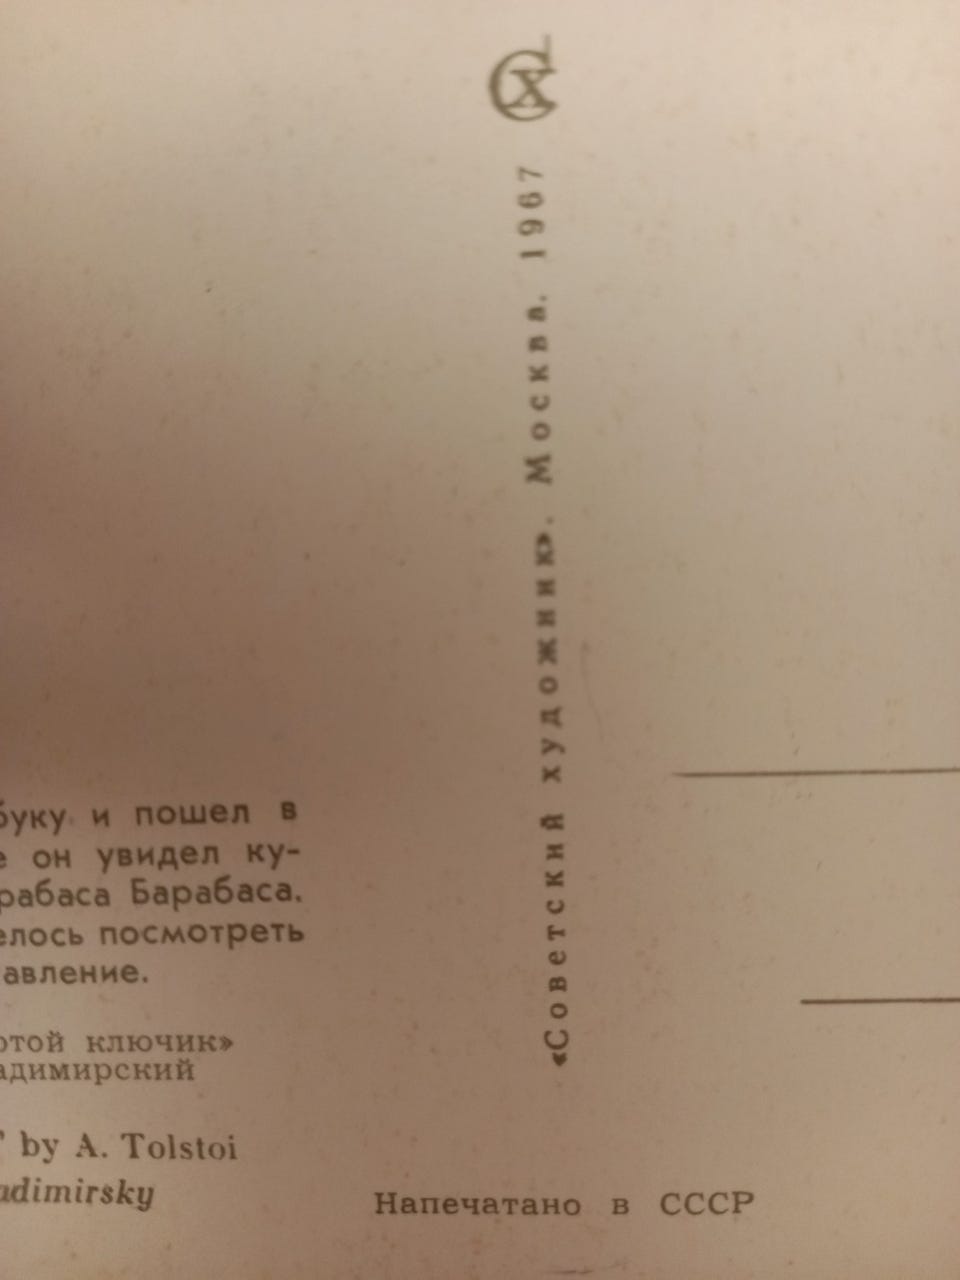 буку и пошел в
е он увидел ку-
рабаса Барабаса.
елось посмотреть
авление.
отой ключик»
адимирский
by A. Tolstoi
adimirsky
СХ
«Советский художник». Москва. 1967
Напечатано в СССР